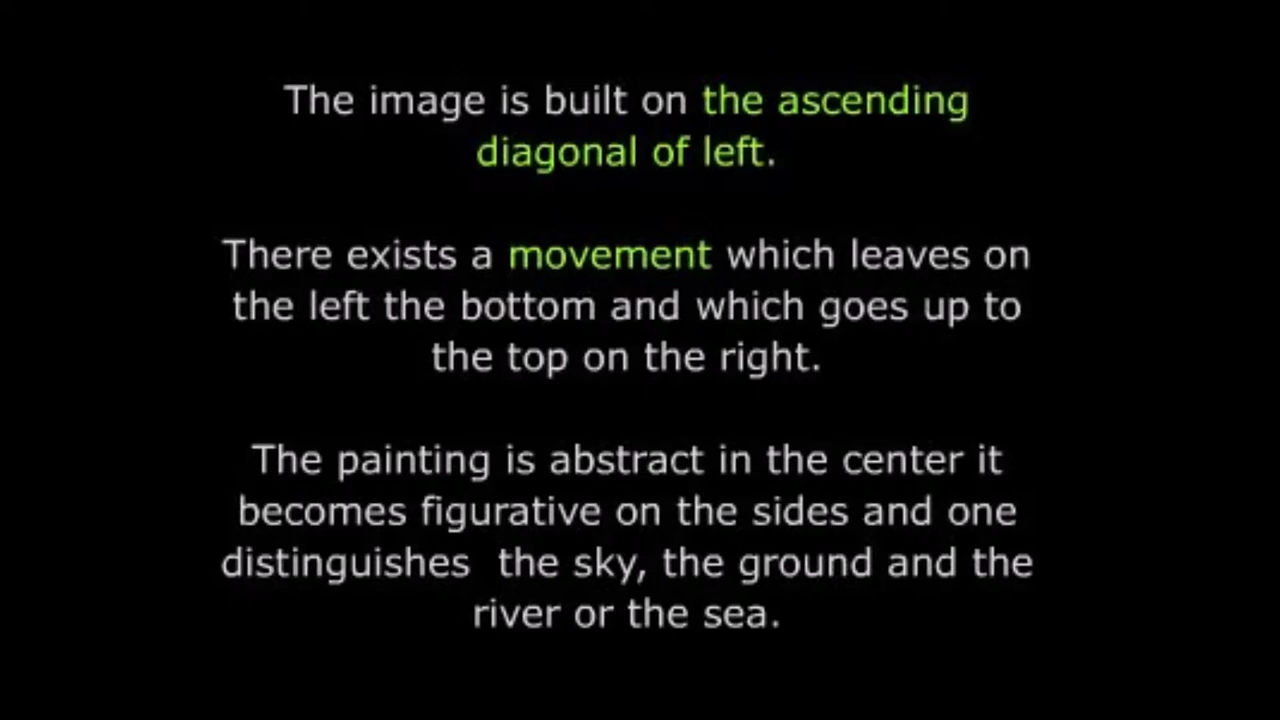 The image is built on the ascending
diagonal of left.
There exists a movement which leaves on
the left the bottom and which goes up to
the top on the right.
The painting is abstract in the center it
becomes figurative on the sides and one
distinguishes the sky, the ground and the
river or the sea.